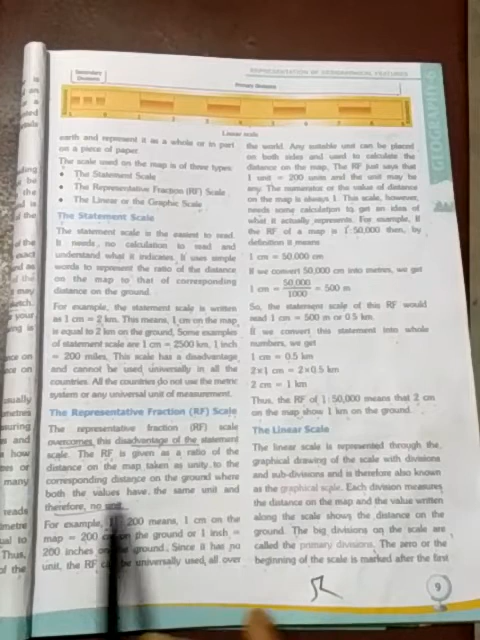 REPRESENTATION OF GEOGRAPHICAL FEATURES
Secondary
Divisions
Primary Divisions
Linear scale
GEOGRAPHY-6
earth and represent it as a whole or in part
on a piece of paper.
The scale used on the map is of three types:
• The Statement Scale
• The Representative Fraction (RF) Scale
• The Linear or the Graphic Scale
The Statement Scale
The statement scale is the easiest to read.
It needs no calculation to read and
understand what it indicates. It uses simple
words to represent the ratio of the distance
on the map to that of corresponding
distance on the ground.
For example, the statement scale is written
as 1 cm = 2 km. This means, 1 cm on the map
is equal to 2 km on the ground. Some examples
of statement scale are 1 cm = 2500 km, 1 inch
= 200 miles, This scale has a disadvantage
and cannot be used universally in all the
countries. All the countries do not use the metric
system or any universal unit of measurement.
The Representative Fraction (RF) Scale
The representative fraction (RF) scale
overcomes this disadvantage of the statement
scale. The RF is given as a ratio of the
distance on the map taken as unity to the
corresponding distance on the ground where
both the values have the same unit and
therefore, no unit.
For example, 200 means, 1 cm on the
map = 200 on the ground or 1 inch =
200 inches ground. Since it has no
unit, the RF be universally used, all over
the world. Any suitable unit can be placed
on both sides and used to calculate the
distance on the map. The RF just says that
1 unit = 200 units and the unit may be
any. The numerator or the value of distance
on the map is always 1. This scale, however,
needs some calculation to get an idea of
what it actually represents. For example, if
the RF of a map is 1:50,000 then, by
definition it means
1 cm = 50,000 cm
If we convert 50,000 cm into metres, we get
1 cm = 50,000/1000 = 500 m
So, the statement scale of this RF would
read 1 cm = 500 m or 0.5 km.
If we convert this statement into whole
numbers, we get
1 cm = 0.5 km
2×1 cm = 2×0.5 km
2 cm = 1 km
Thus, the RF of 1:50,000 means that 2 cm
on the map show 1 km on the ground.
The Linear Scale
The linear scale is represented through the
graphical drawing of the scale with divisions
and sub-divisions and is therefore also known
as the graphical scale. Each division measures
the distance on the map and the value written
along the scale shows the distance on the
ground. The big divisions on the scale are
called the primary divisions. The zero or the
beginning of the scale is marked after the first
9